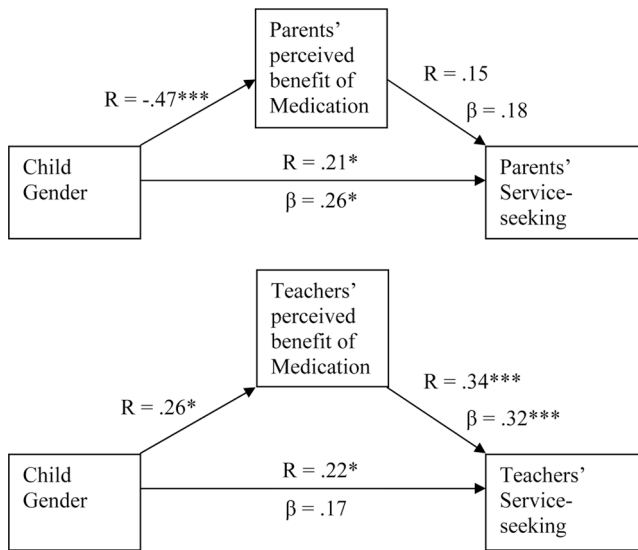 Parents'
perceived
benefit of
Medication
R = -.47***
R = .15
β = .18
Child
Gender
R = .21*
β = .26*
Parents'
Service-
seeking
Teachers'
perceived
benefit of
Medication
R = .26*
R = .34***
β = .32***
Child
Gender
R = .22*
β = .17
Teachers'
Service-
seeking